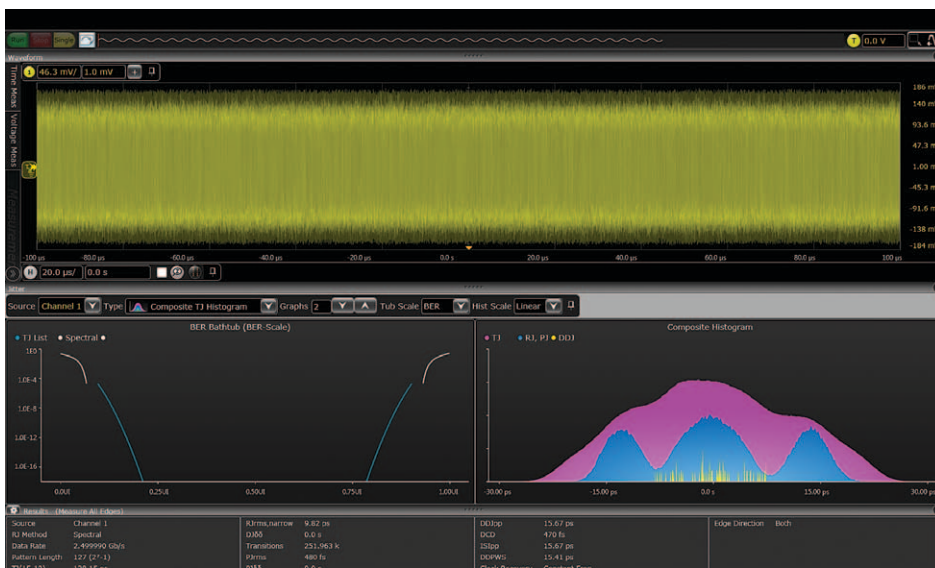 Run Stop Single
T 0.0 V
Waveform
Time Meas
Voltage Meas
1 46.3 mV/ 1.0 mV
186 m
140 m
93.6 m
47.3 m
1.00 m
-45.3 m
-91.6 m
-138 m
-184 m
-100 µs -80.0 µs -60.0 µs -40.0 µs -20.0 µs 0.0 s 20.0 µs 40.0 µs 60.0 µs 80.0 µs 100 µs
H 20.0 µs/ 0.0 s
Jitter
Source Channel 1 Type Composite TJ Histogram Graphs 2 Tub Scale BER Hist Scale Linear
BER Bathtub (BER-Scale)
TJ List Spectral
1E0
1.0E-4
1.0E-8
1.0E-12
1.0E-16
0.00UI 0.25UI 0.75UI 1.00UI
Composite Histogram
TJ RJ, PJ DDJ
-30.00 ps -15.00 ps 0.0 s 15.00 ps 30.00 ps
Results (Measure All Edges)
Source Channel 1
RJ Method Spectral
Data Rate 2.499990 Gb/s
Pattern Length 127 (2⁷-1)
RJrms,narrow 9.82 ps
DJδδ 0.0 s
Transitions 251.963 k
PJrms 480 fs
DDJpp 15.67 ps
DCD 470 fs
ISIpp 15.67 ps
DDPWS 15.41 ps
Edge Direction Both